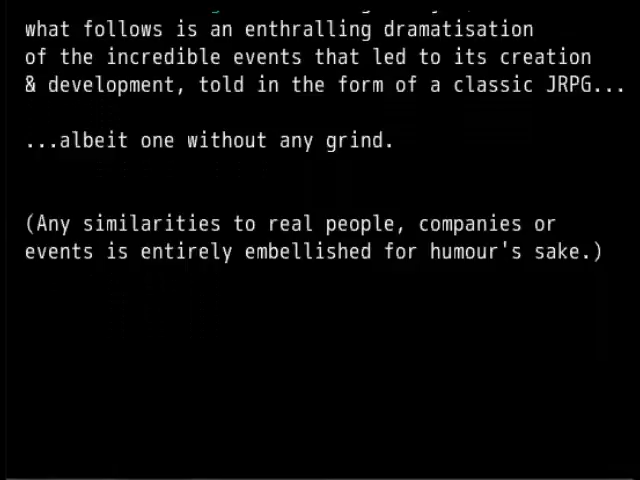 what follows is an enthralling dramatisation
of the incredible events that led to its creation
& development, told in the form of a classic JRPG...
...albeit one without any grind.
(Any similarities to real people, companies or
events is entirely embellished for humour's sake.)